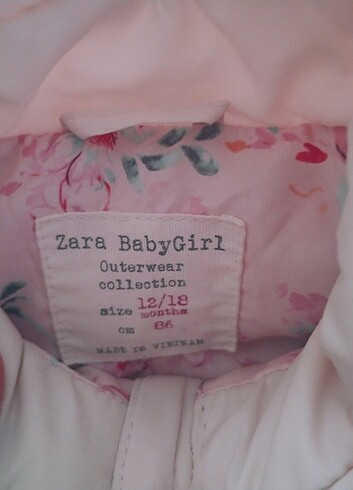 Zara BabyGirl
Outerwear
collection
size 12/18
months
cm 86
MADE IN VIETNAM